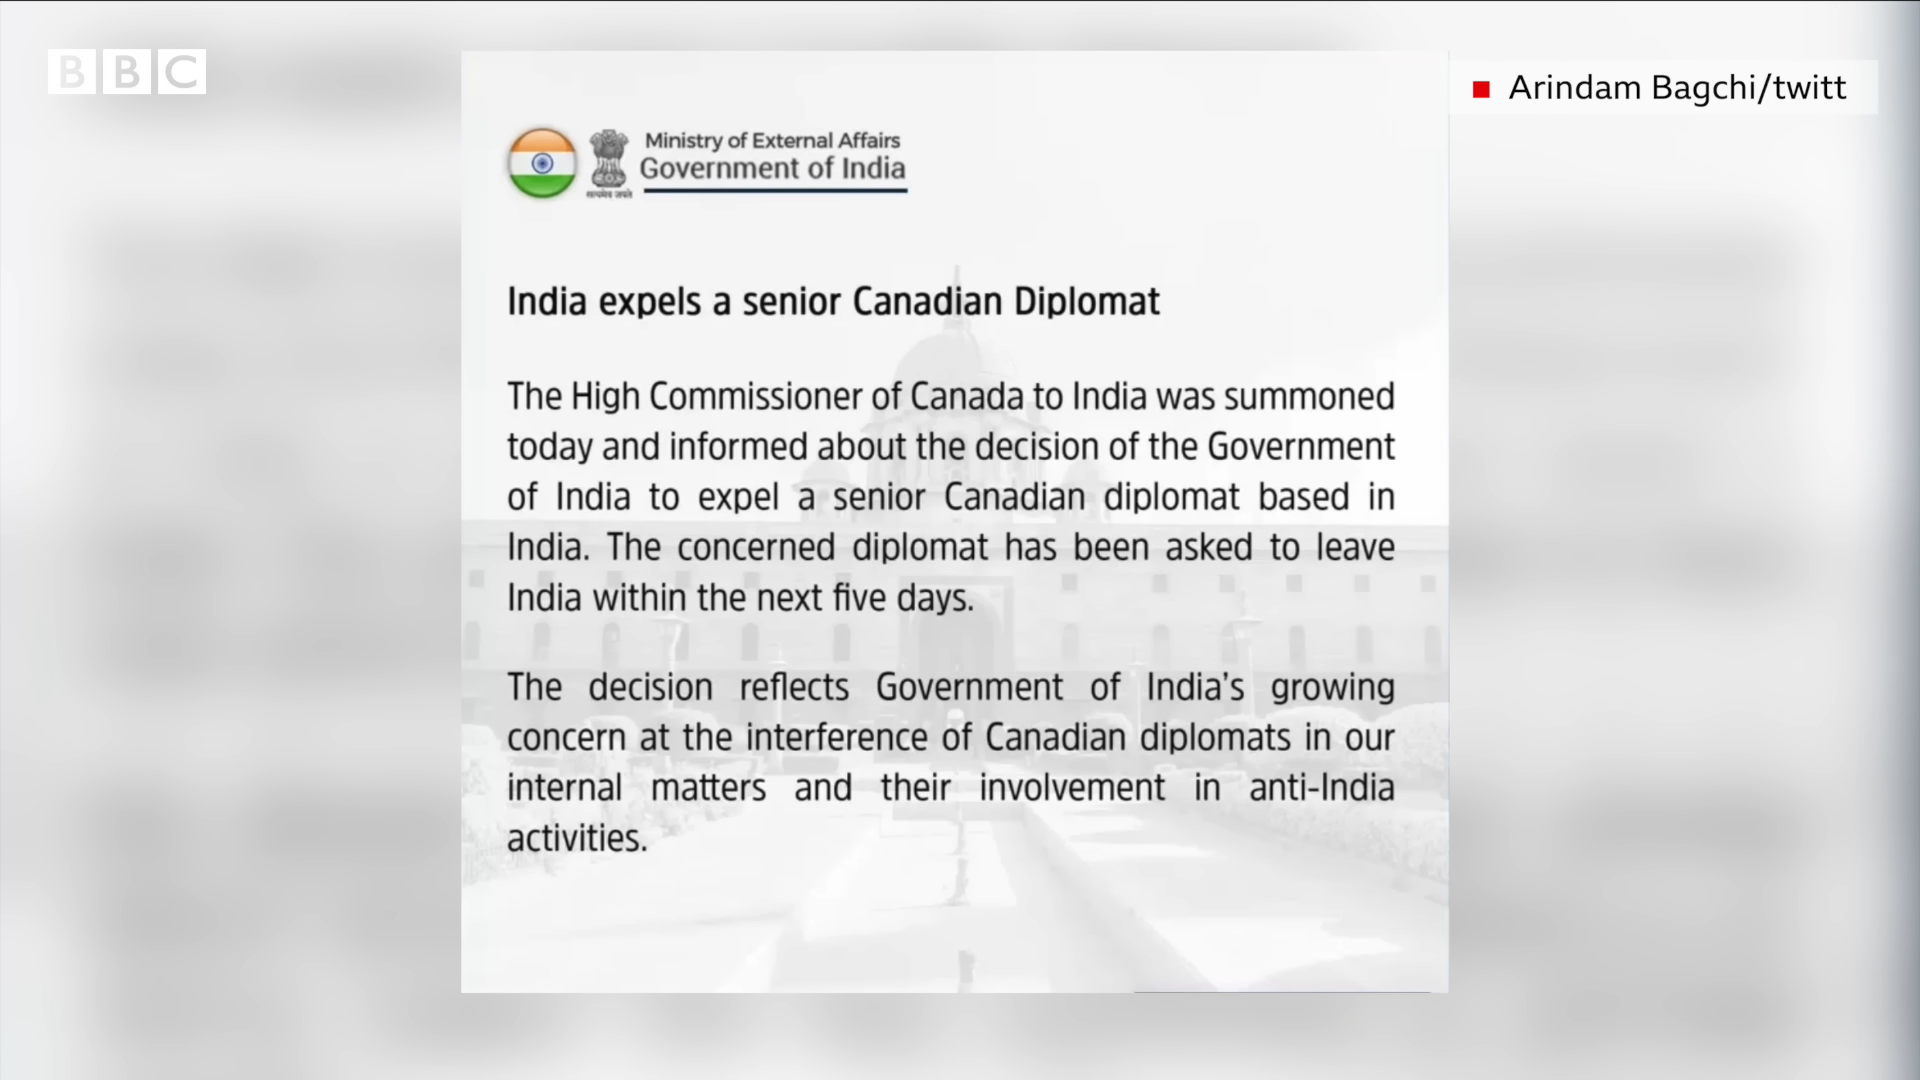 BBC
Arindam Bagchi/twitt
Ministry of External Affairs
Government of India
सत्यमेव जयते
India expels a senior Canadian Diplomat
The High Commissioner of Canada to India was summoned
today and informed about the decision of the Government
of India to expel a senior Canadian diplomat based in
India. The concerned diplomat has been asked to leave
India within the next five days.
The decision reflects Government of India's growing
concern at the interference of Canadian diplomats in our
internal matters and their involvement in anti-India
activities.